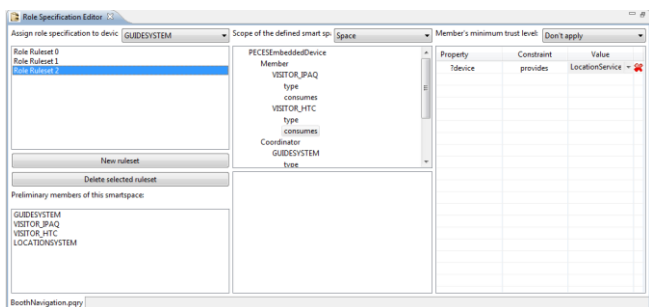 Role Specification Editor
Assign role specification to devic GUIDESYSTEM
Scope of the defined smart sp Space
Member's minimum trust level: Don't apply
Role Ruleset 0
Role Ruleset 1
Role Ruleset 2
New ruleset
Delete selected ruleset
Preliminary members of this smartspace:
GUIDESYSTEM
VISITOR_IPAQ
VISITOR_HTC
LOCATIONSYSTEM
PECESEmbeddedDevice
Member
VISITOR_IPAQ
type
consumes
VISITOR_HTC
type
consumes
Coordinator
GUIDESYSTEM
type
Property Constraint Value
?device provides LocationService
BoothNavigation.pqry